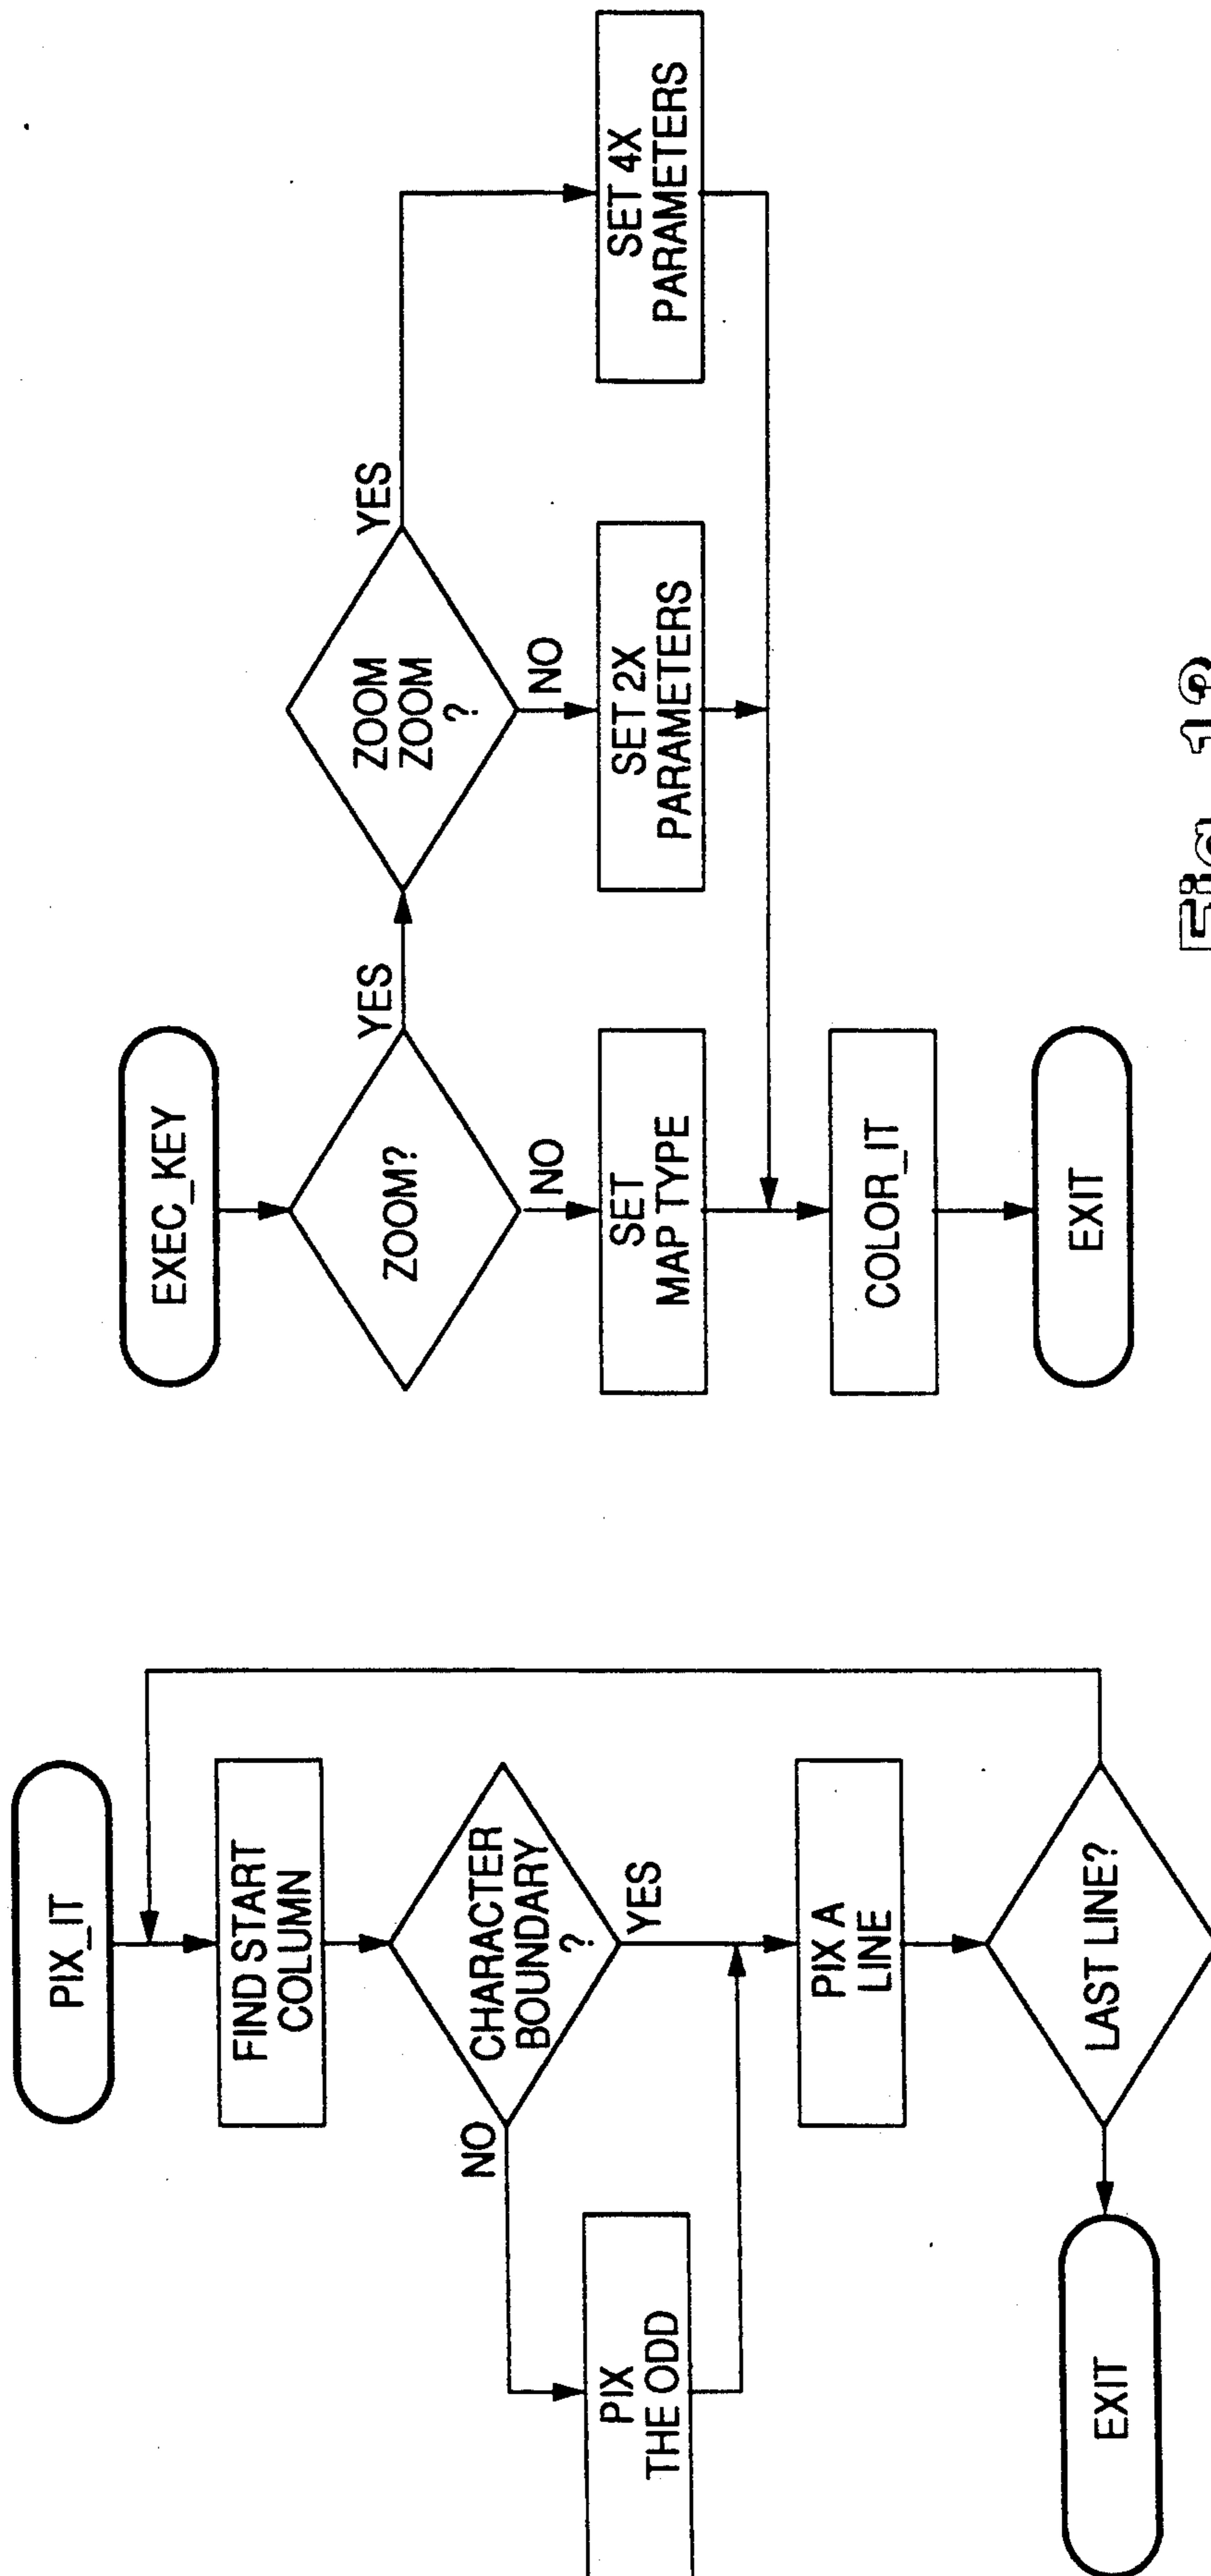 PIX_IT
FIND START
COLUMN
CHARACTER
BOUNDARY
?
NO
YES
PIX
THE ODD
PIX A
LINE
LAST LINE?
EXIT
EXEC_KEY
ZOOM?
YES
NO
ZOOM
ZOOM
?
YES
NO
SET
MAP TYPE
SET 2X
PARAMETERS
SET 4X
PARAMETERS
COLOR_IT
EXIT